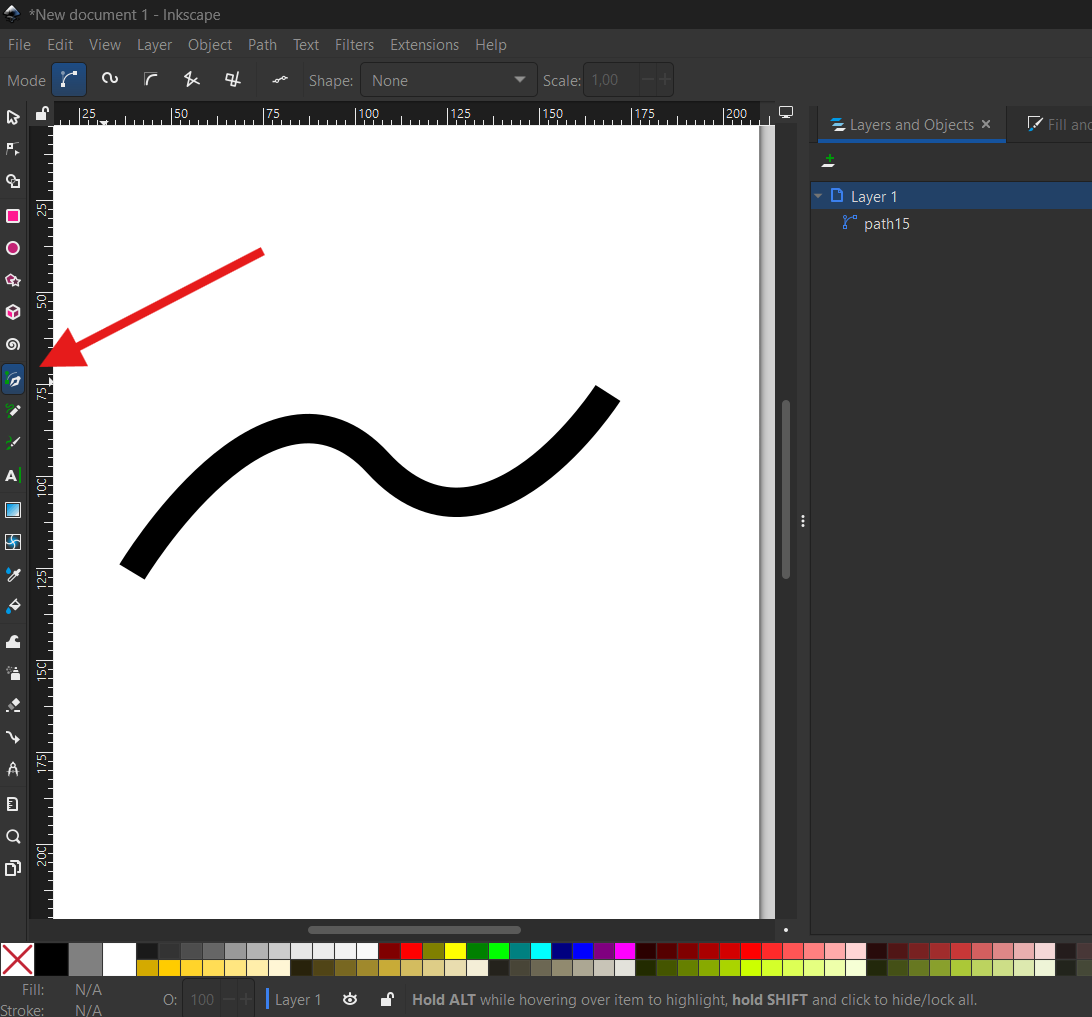 *New document 1 - Inkscape
File Edit View Layer Object Path Text Filters Extensions Help
Mode Shape: None Scale: 1,00
25 50 75 100 125 150 175 200
Layers and Objects Fill and
25
50
75
100
125
150
175
200
Layer 1
path15
A
Fill: N/A
O: 100 Layer 1 Hold ALT while hovering over item to highlight, hold SHIFT and click to hide/lock all.
Stroke: N/A